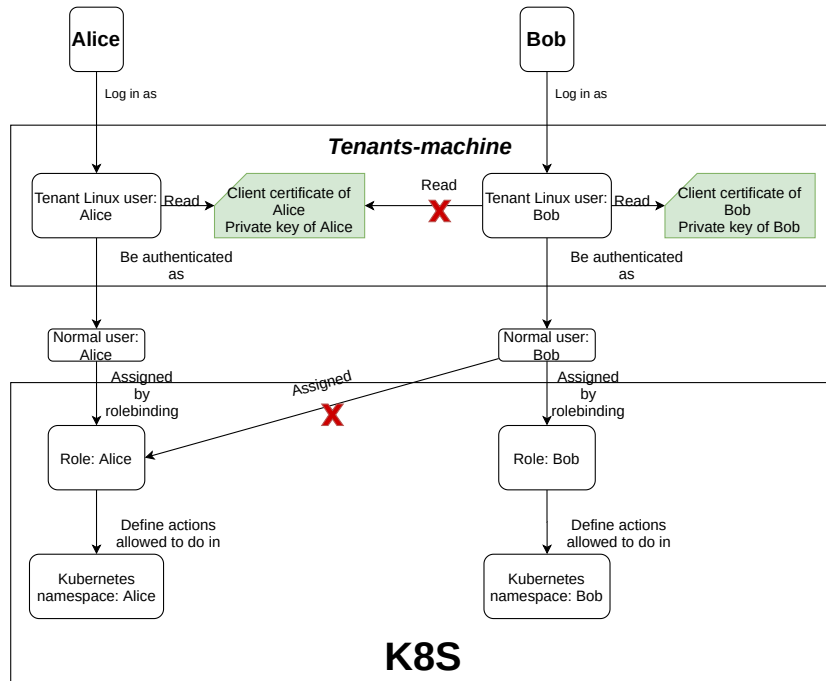 Alice
Bob
Log in as
Log in as
Tenants-machine
Tenant Linux user:
Alice
Read
Client certificate of
Alice
Private key of Alice
Read
X
Tenant Linux user:
Bob
Read
Client certificate of
Bob
Private key of Bob
Be authenticated
as
Be authenticated
as
Normal user:
Alice
Normal user:
Bob
Assigned
by
rolebinding
Assigned
X
Assigned
by
rolebinding
Role: Alice
Role: Bob
Define actions
allowed to do in
Define actions
allowed to do in
Kubernetes
namespace: Alice
Kubernetes
namespace: Bob
K8S